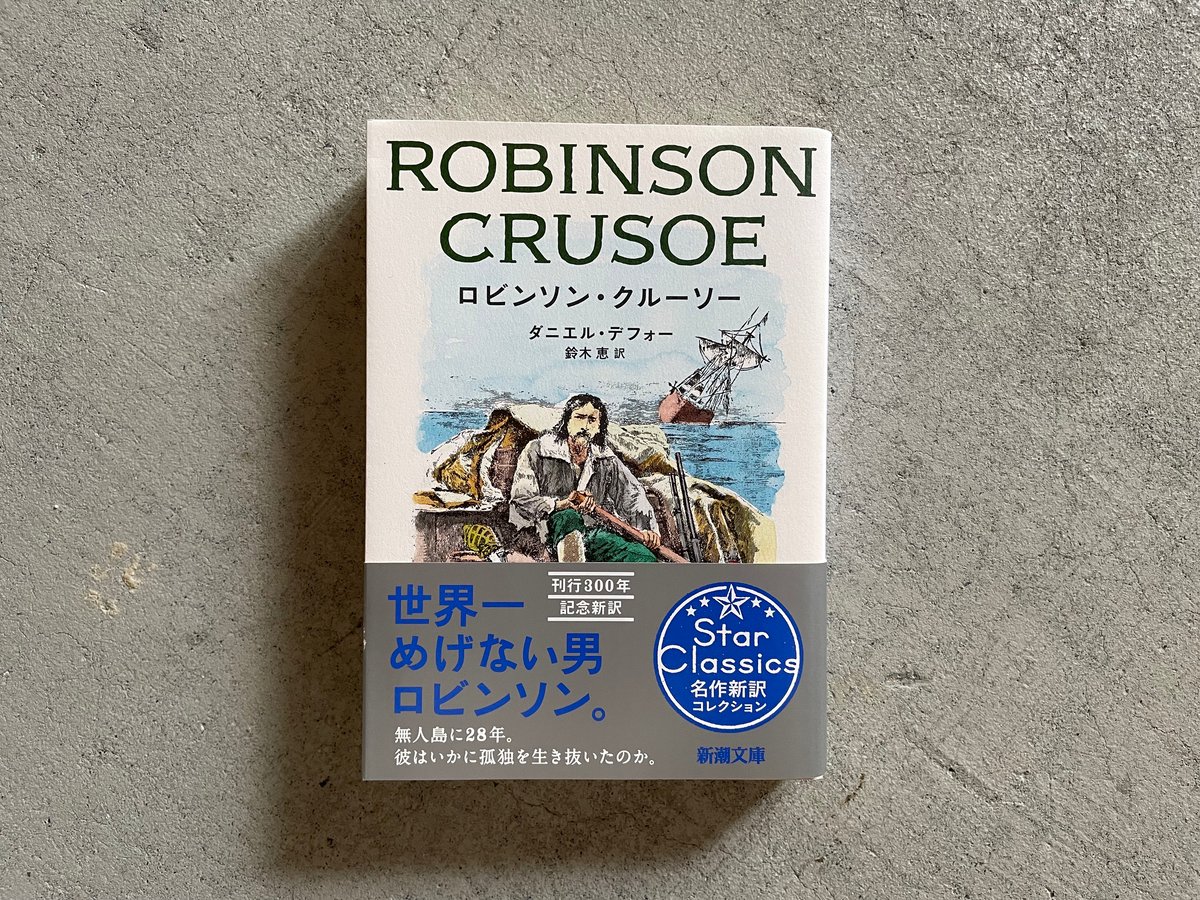 ROBINSON
CRUSOE
ロビンソン・クルーソー
ダニエル・デフォー
鈴木 恵 訳
刊行300年
記念新訳
世界一
めげない男
ロビンソン。
無人島に28年。
彼はいかに孤独を生き抜いたのか。
Star
Classics
名作新訳
コレクション
新潮文庫